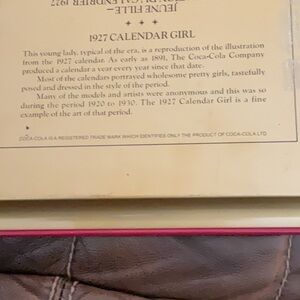 JEUNE FILLE —
DU CALENDRIER 1927
1927 CALENDAR GIRL
This young lady, typical of the era, is a reproduction of the illustration
from the 1927 calendar. As early as 1891, The Coca-Cola Company
produced a calendar a year every year since that date.
Most of the calendars portrayed wholesome pretty girls, tastefully
posed and dressed in the style of the period.
Many of the models and artists were anonymous and this was so
during the period 1920 to 1930. The 1927 Calendar Girl is a fine
example of the art of that period.
COCA-COLA IS A REGISTERED TRADE MARK WHICH IDENTIFIES ONLY THE PRODUCT OF COCA-COLA LTD.